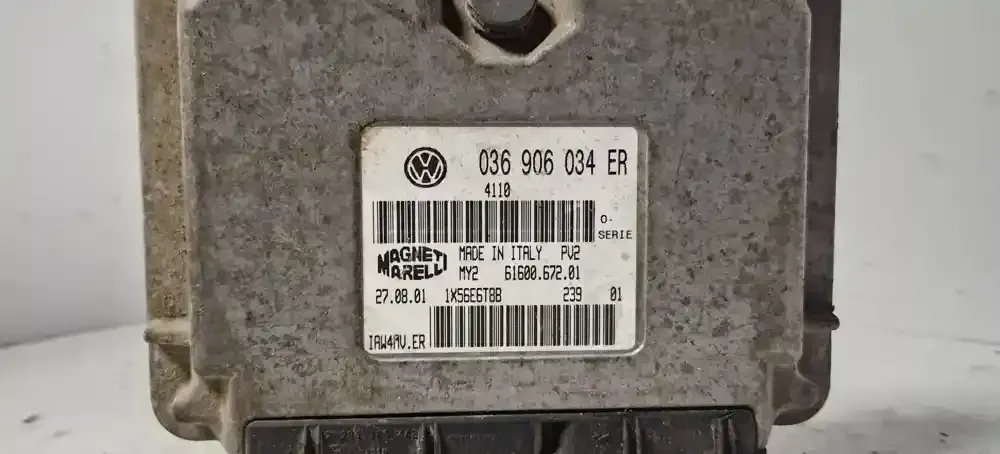 036 906 034 ER
4110
O-
SERIE
MAGNETI
MARELLI
MADE IN ITALY PV2
MY2 61600.672.01
27.08.01 1X56E6T8B 239 01
IAW4AV.ER